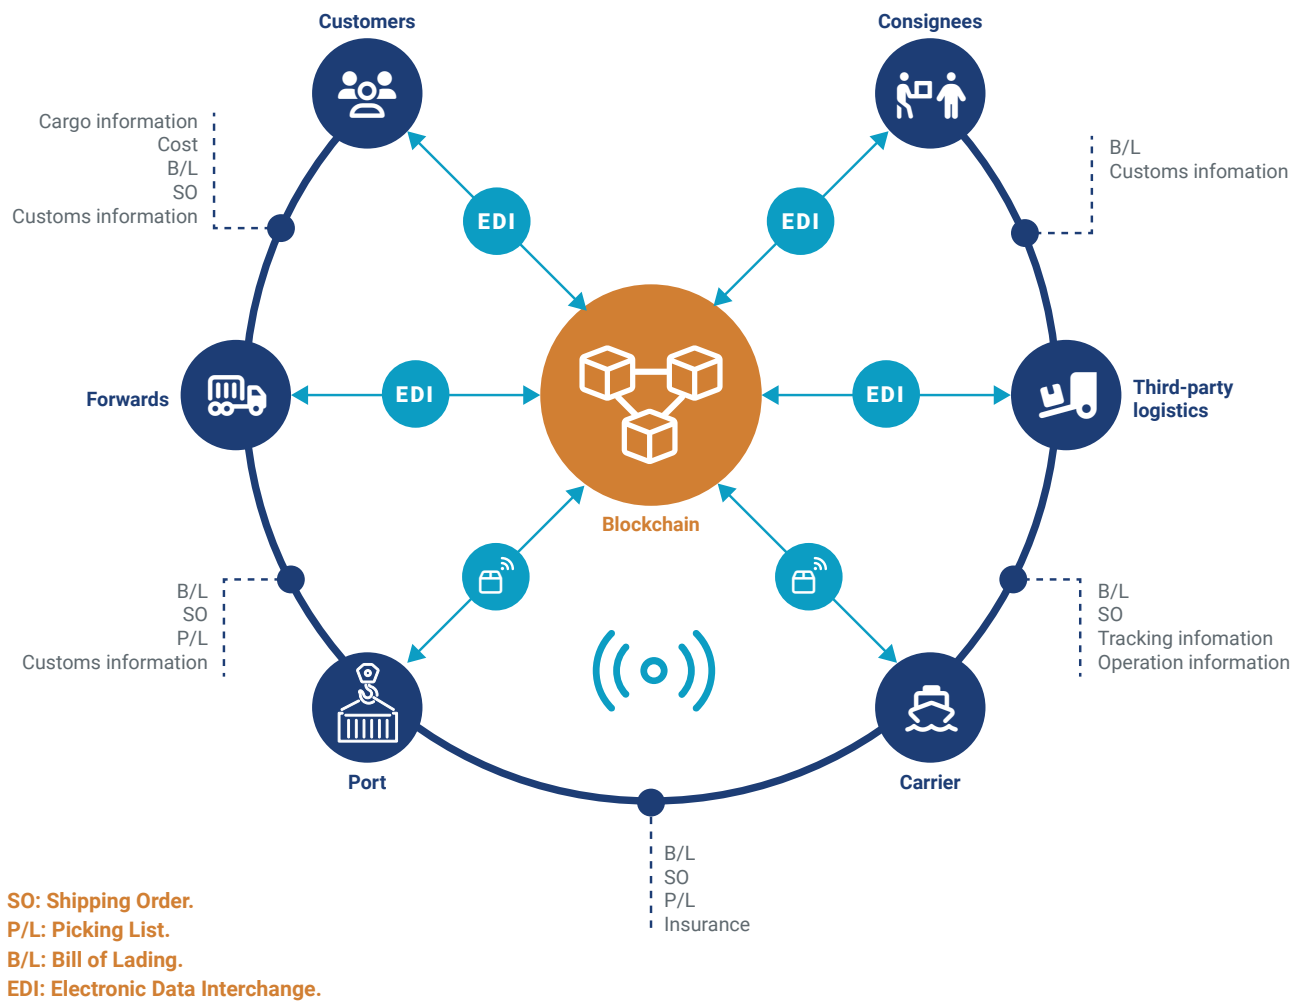 Customers
Consignees
Cargo information
Cost
B/L
SO
Customs information
B/L
Customs infomation
EDI
EDI
Forwards
EDI
EDI
Third-party
logistics
Blockchain
B/L
SO
P/L
Customs information
B/L
SO
Tracking infomation
Operation information
Port
Carrier
B/L
SO
P/L
Insurance
SO: Shipping Order.
P/L: Picking List.
B/L: Bill of Lading.
EDI: Electronic Data Interchange.